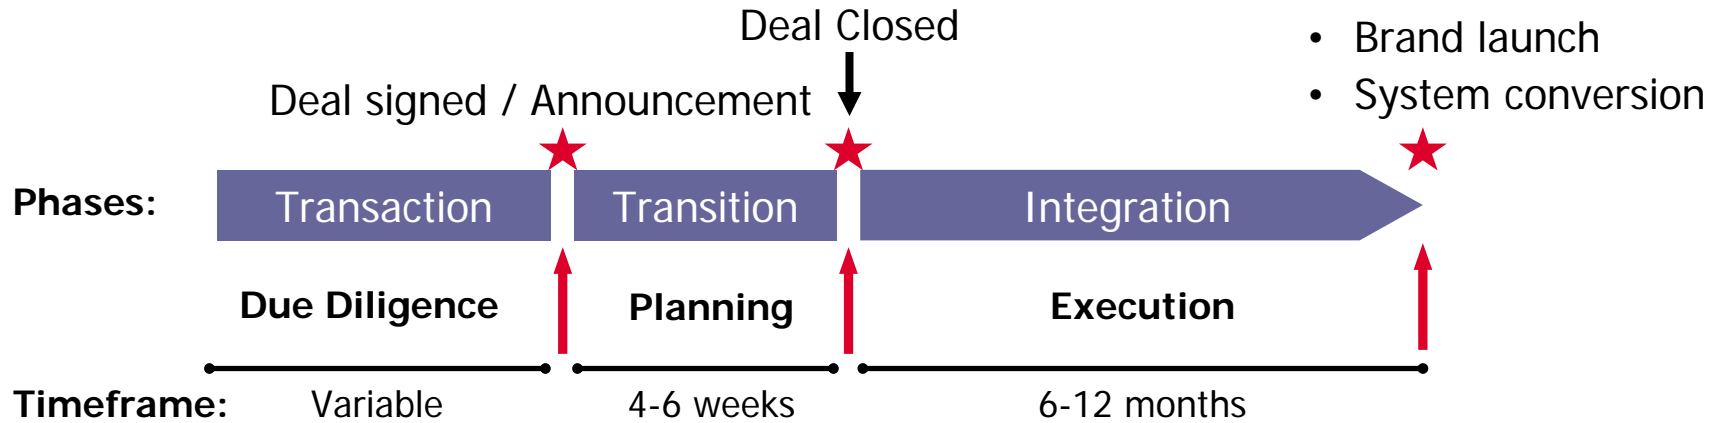 Deal Closed
• Brand launch
• System conversion
Deal signed / Announcement
Phases: Transaction Transition Integration
Due Diligence Planning Execution
Timeframe: Variable 4-6 weeks 6-12 months